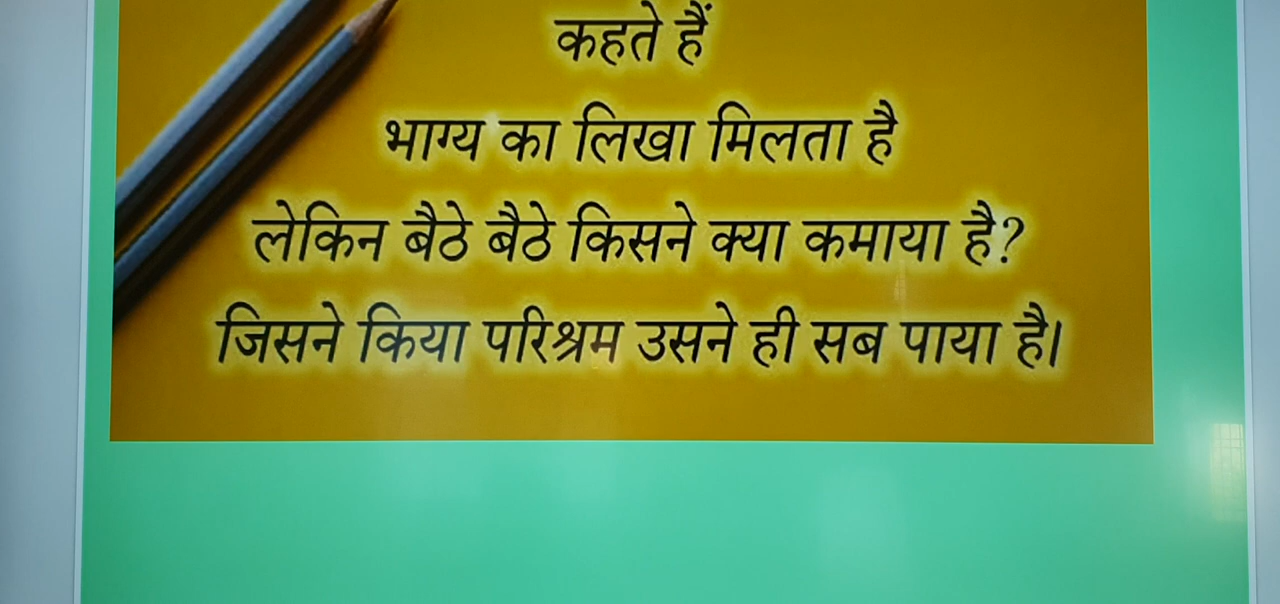 कहते हैं
भाग्य का लिखा मिलता है
लेकिन बैठे बैठे किसने क्या कमाया है?
जिसने किया परिश्रम उसने ही सब पाया है।